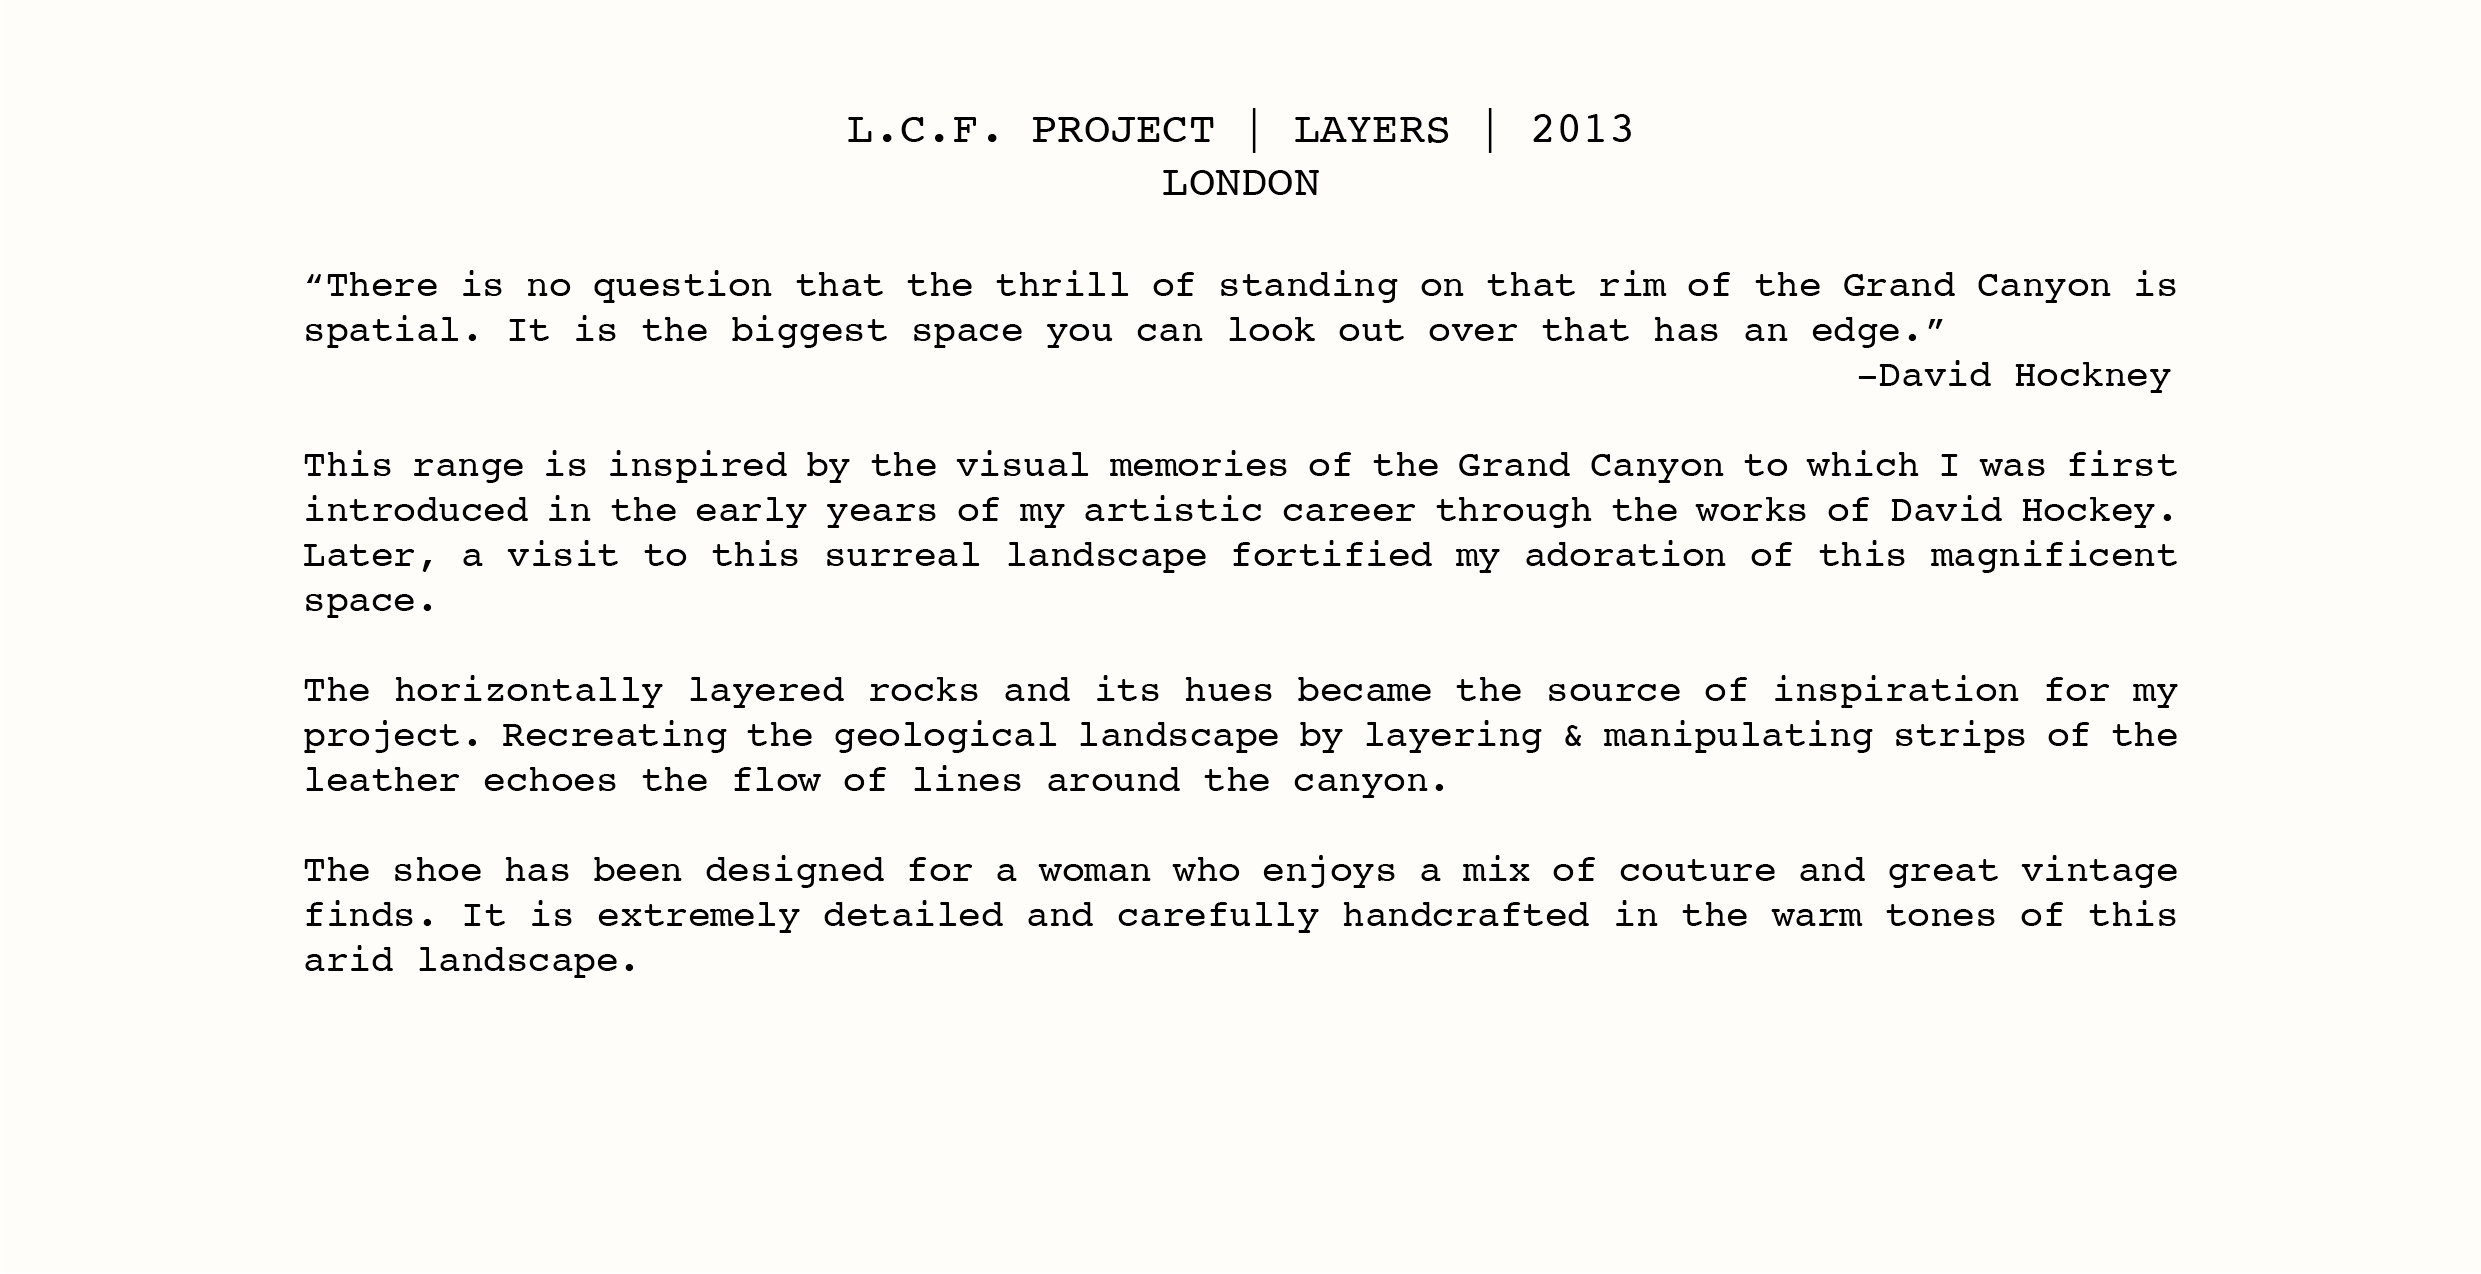 L.C.F. PROJECT | LAYERS | 2013
LONDON
“There is no question that the thrill of standing on that rim of the Grand Canyon is
spatial. It is the biggest space you can look out over that has an edge.”
–David Hockney
This range is inspired by the visual memories of the Grand Canyon to which I was first
introduced in the early years of my artistic career through the works of David Hockey.
Later, a visit to this surreal landscape fortified my adoration of this magnificent
space.
The horizontally layered rocks and its hues became the source of inspiration for my
project. Recreating the geological landscape by layering & manipulating strips of the
leather echoes the flow of lines around the canyon.
The shoe has been designed for a woman who enjoys a mix of couture and great vintage
finds. It is extremely detailed and carefully handcrafted in the warm tones of this
arid landscape.